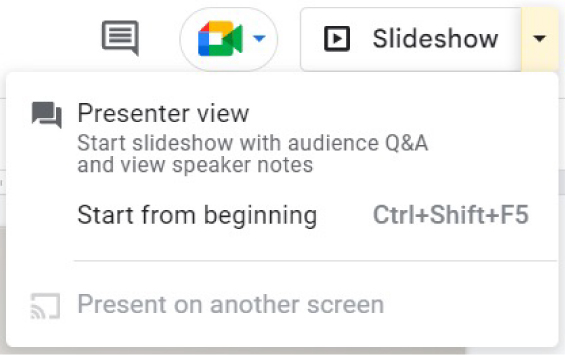 Slideshow
Presenter view
Start slideshow with audience Q&A
and view speaker notes
Start from beginning Ctrl+Shift+F5
Present on another screen